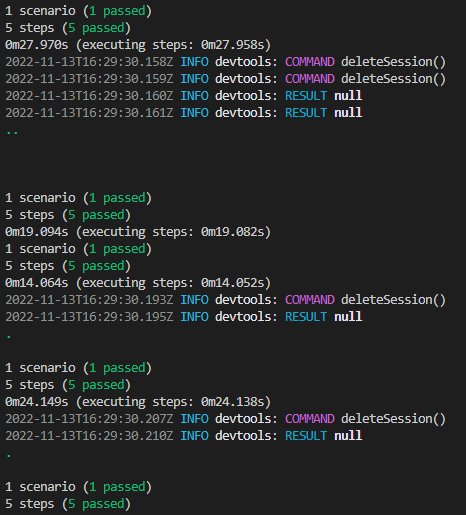 1 scenario (1 passed)
5 steps (5 passed)
0m27.970s (executing steps: 0m27.958s)
2022-11-13T16:29:30.158Z INFO devtools: COMMAND deleteSession()
2022-11-13T16:29:30.159Z INFO devtools: COMMAND deleteSession()
2022-11-13T16:29:30.160Z INFO devtools: RESULT null
2022-11-13T16:29:30.161Z INFO devtools: RESULT null
..
1 scenario (1 passed)
5 steps (5 passed)
0m19.094s (executing steps: 0m19.082s)
1 scenario (1 passed)
5 steps (5 passed)
0m14.064s (executing steps: 0m14.052s)
2022-11-13T16:29:30.193Z INFO devtools: COMMAND deleteSession()
2022-11-13T16:29:30.195Z INFO devtools: RESULT null
.
1 scenario (1 passed)
5 steps (5 passed)
0m24.149s (executing steps: 0m24.138s)
2022-11-13T16:29:30.207Z INFO devtools: COMMAND deleteSession()
2022-11-13T16:29:30.210Z INFO devtools: RESULT null
.
1 scenario (1 passed)
5 steps (5 passed)